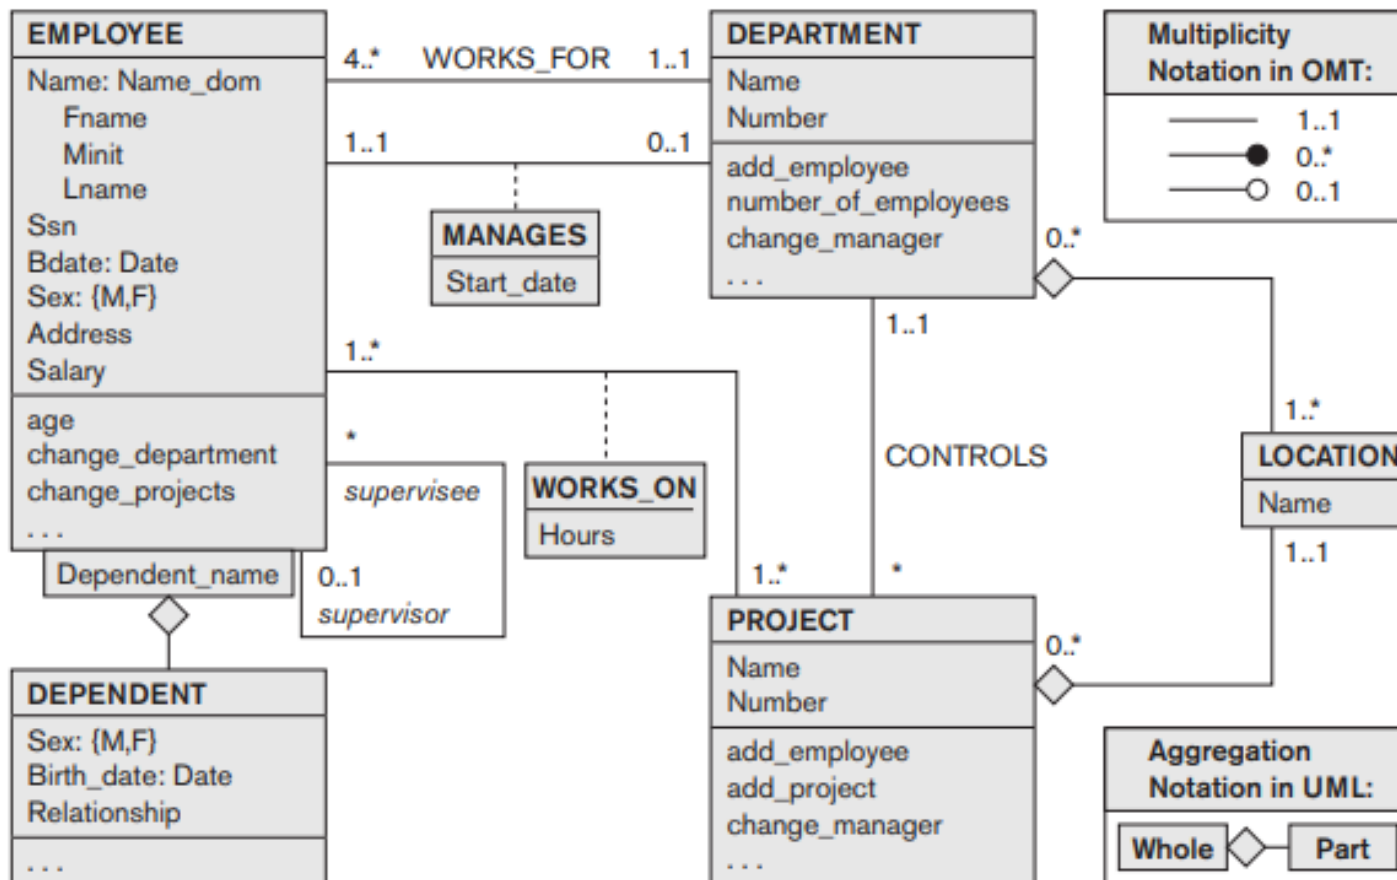 EMPLOYEE
Name: Name_dom
Fname
Minit
Lname
Ssn
Bdate: Date
Sex: {M,F}
Address
Salary
age
change_department
change_projects
. . .
Dependent_name
DEPENDENT
Sex: {M,F}
Birth_date: Date
Relationship
. . .
4..* WORKS_FOR 1..1
1..1 0..1
MANAGES
Start_date
1..*
*
supervisee
0..1
supervisor
WORKS_ON
Hours
1..*
DEPARTMENT
Name
Number
add_employee
number_of_employees
change_manager
. . .
1..1
CONTROLS
*
PROJECT
Name
Number
add_employee
add_project
change_manager
. . .
Multiplicity
Notation in OMT:
1..1
0..*
0..1
0..*
1..*
LOCATION
Name
1..1
0..*
Aggregation
Notation in UML:
Whole Part